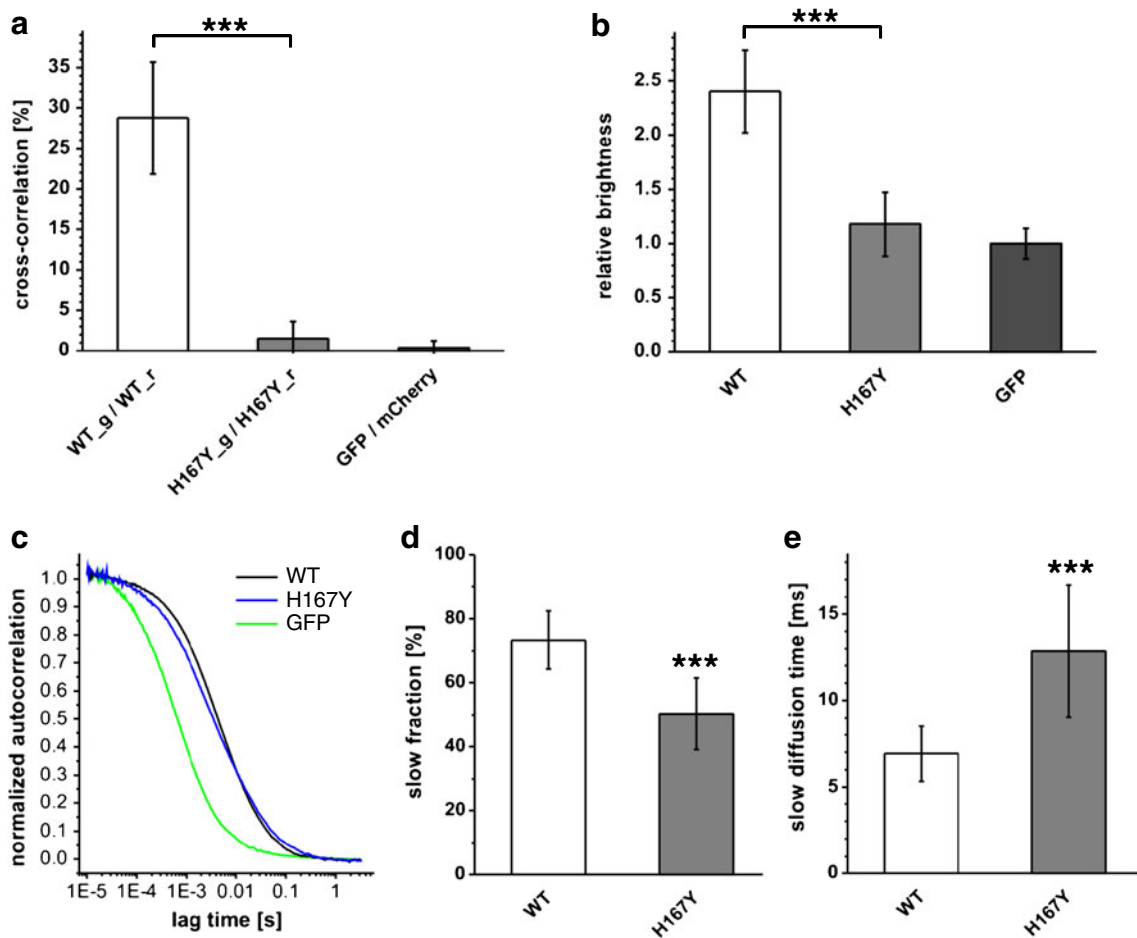 a
***
cross-correlation [%]
35
30
25
20
15
10
5
0
WT_g / WT_r
H167Y_g / H167Y_r
GFP / mCherry
b
***
relative brightness
2.5
2.0
1.5
1.0
0.5
0.0
WT
H167Y
GFP
c
normalized autocorrelation
1.0
0.9
0.8
0.7
0.6
0.5
0.4
0.3
0.2
0.1
0.0
WT
H167Y
GFP
1E-5 1E-4 1E-3 0.01 0.1 1
lag time [s]
d
slow fraction [%]
100
80
60
40
20
0
***
WT
H167Y
e
slow diffusion time [ms]
15
10
5
0
***
WT
H167Y